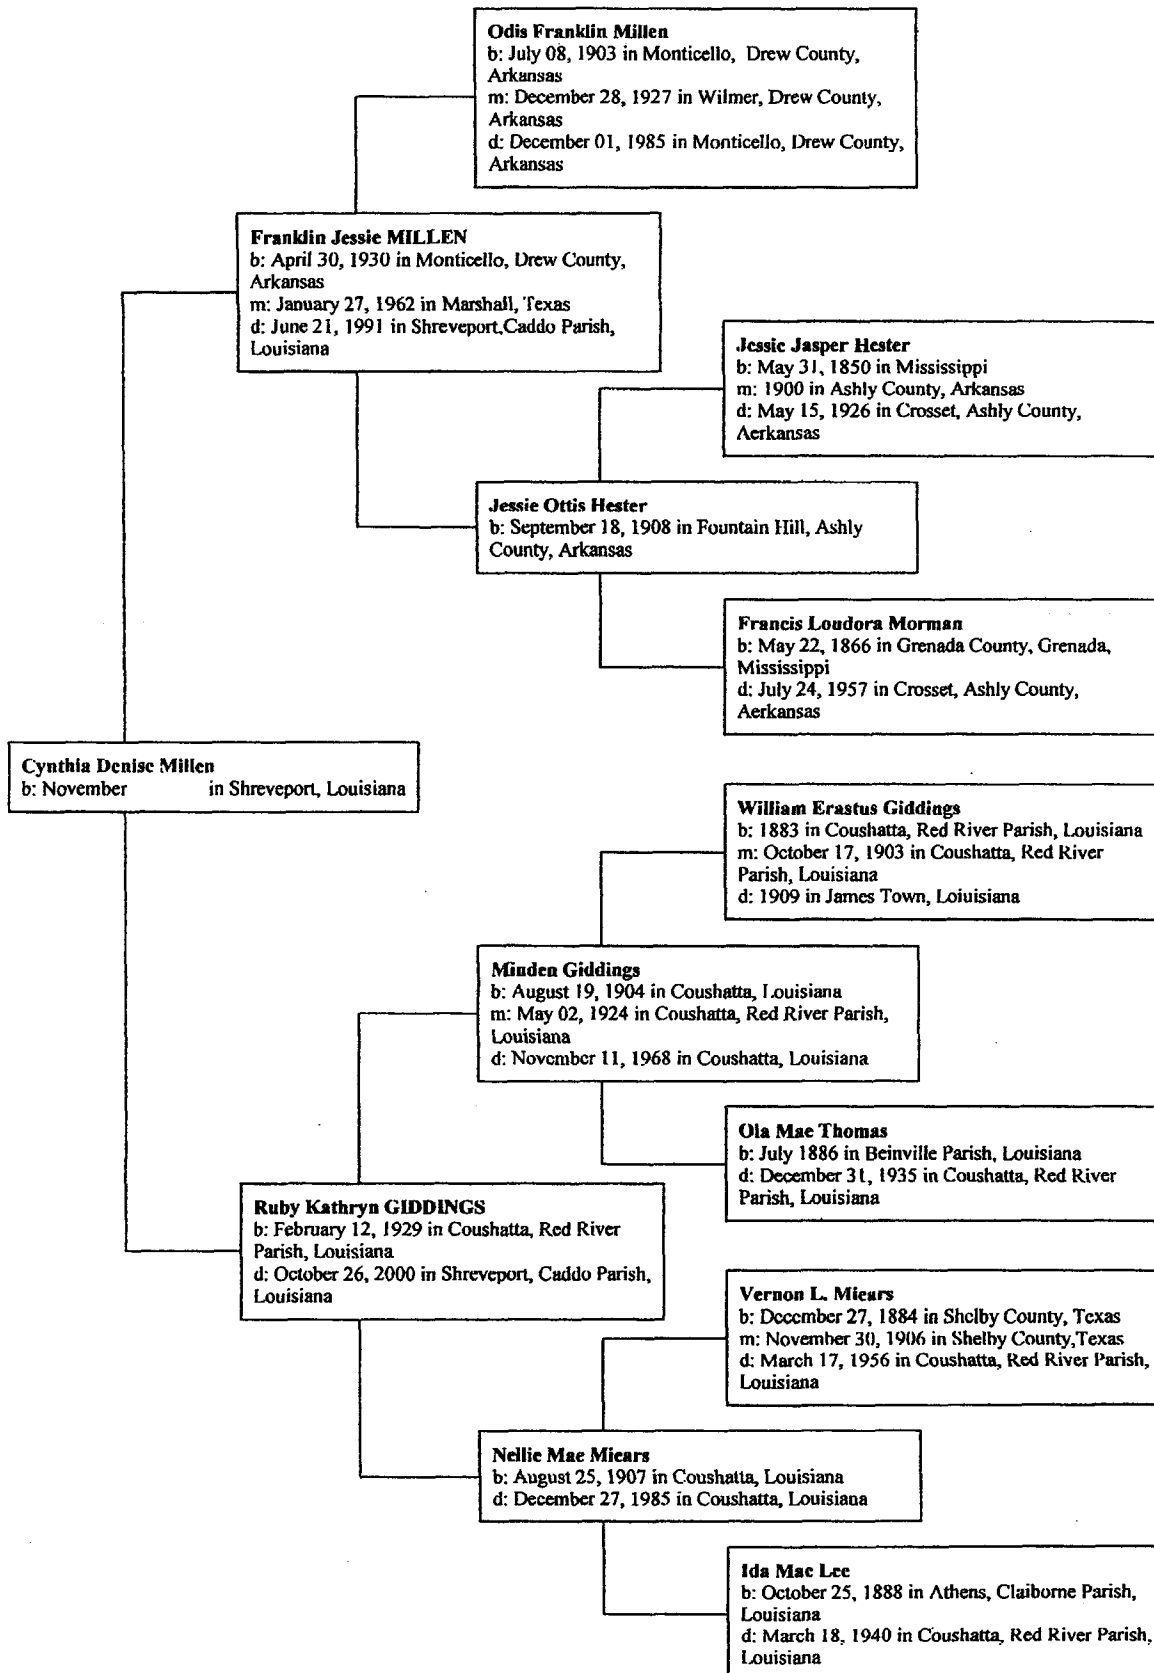 Odis Franklin Millen
b: July 08, 1903 in Monticello, Drew County,
Arkansas
m: December 28, 1927 in Wilmer, Drew County,
Arkansas
d: December 01, 1985 in Monticello, Drew County,
Arkansas
Franklin Jessie MILLEN
b: April 30, 1930 in Monticello, Drew County,
Arkansas
m: January 27, 1962 in Marshall, Texas
d: June 21, 1991 in Shreveport,Caddo Parish,
Louisiana
Jessie Jasper Hester
b: May 31, 1850 in Mississippi
m: 1900 in Ashly County, Arkansas
d: May 15, 1926 in Crosset, Ashly County,
Aerkansas
Jessie Ottis Hester
b: September 18, 1908 in Fountain Hill, Ashly
County, Arkansas
Francis Loudora Morman
b: May 22, 1866 in Grenada County, Grenada,
Mississippi
d: July 24, 1957 in Crosset, Ashly County,
Aerkansas
Cynthia Denise Millen
b: November in Shreveport, Louisiana
William Erastus Giddings
b: 1883 in Coushatta, Red River Parish, Louisiana
m: October 17, 1903 in Coushatta, Red River
Parish, Louisiana
d: 1909 in James Town, Loiuisiana
Minden Giddings
b: August 19, 1904 in Coushatta, Louisiana
m: May 02, 1924 in Coushatta, Red River Parish,
Louisiana
d: November 11, 1968 in Coushatta, Louisiana
Ola Mae Thomas
b: July 1886 in Beinville Parish, Louisiana
d: December 31, 1935 in Coushatta, Red River
Parish, Louisiana
Ruby Kathryn GIDDINGS
b: February 12, 1929 in Coushatta, Red River
Parish, Louisiana
d: October 26, 2000 in Shreveport, Caddo Parish,
Louisiana
Vernon L. Miears
b: December 27, 1884 in Shelby County, Texas
m: November 30, 1906 in Shelby County,Texas
d: March 17, 1956 in Coushatta, Red River Parish,
Louisiana
Nellie Mae Miears
b: August 25, 1907 in Coushatta, Louisiana
d: December 27, 1985 in Coushatta, Louisiana
Ida Mae Lee
b: October 25, 1888 in Athens, Claiborne Parish,
Louisiana
d: March 18, 1940 in Coushatta, Red River Parish,
Louisiana